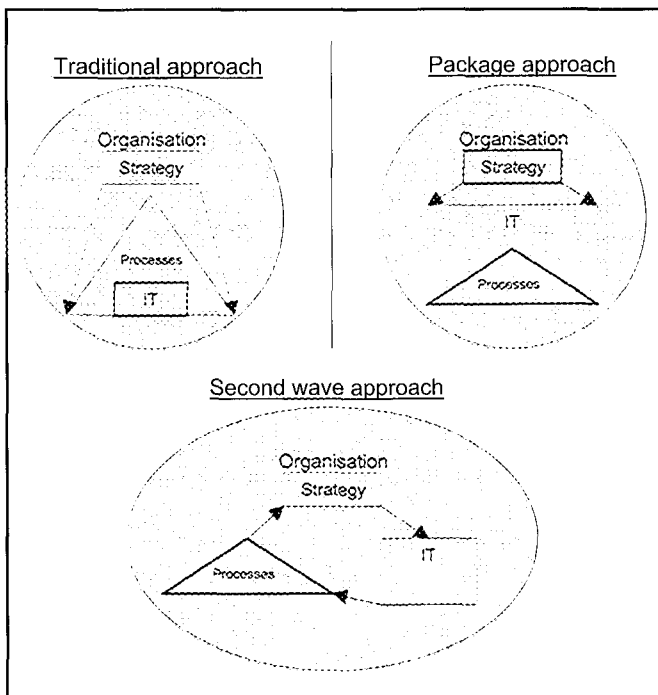 Traditional approach
Organisation
Strategy
Processes
IT
Package approach
Organisation
Strategy
IT
Processes
Second wave approach
Organisation
Strategy
IT
Processes